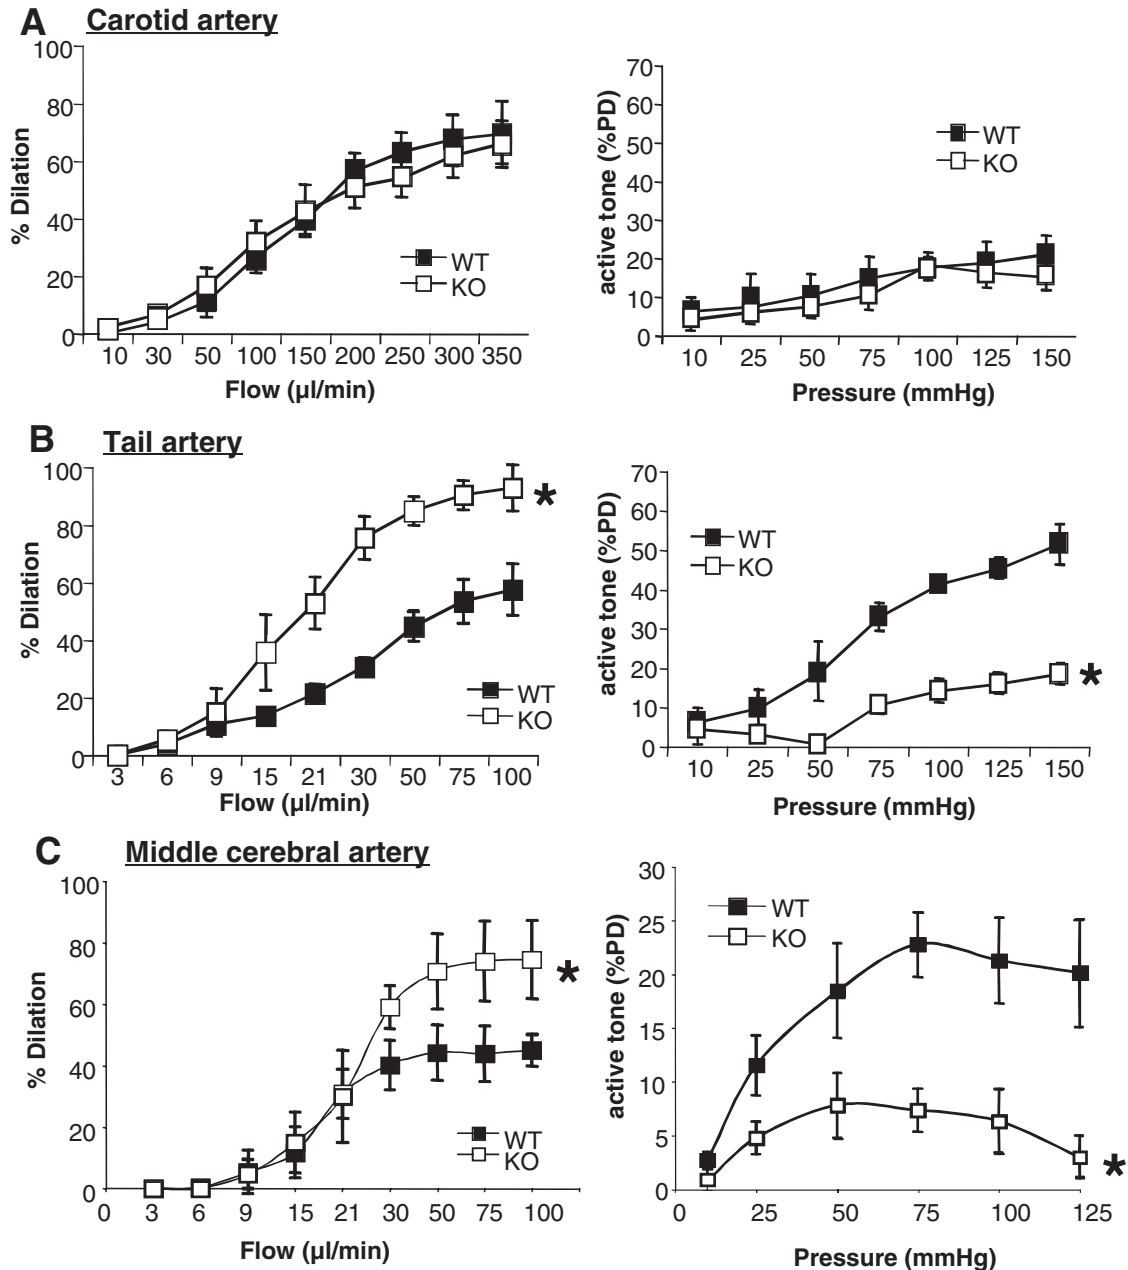 A Carotid artery
100
80
60
40
20
0
% Dilation
WT
KO
10 30 50 100 150 200 250 300 350
Flow (µl/min)
70
60
50
40
30
20
10
0
active tone (%PD)
WT
KO
10 25 50 75 100 125 150
Pressure (mmHg)
B Tail artery
100
80
60
40
20
0
% Dilation
*
WT
KO
3 6 9 15 21 30 50 75 100
Flow (µl/min)
70
60
50
40
30
20
10
0
active tone (%PD)
WT
KO
*
10 25 50 75 100 125 150
Pressure (mmHg)
C Middle cerebral artery
100
80
60
40
20
0
% Dilation
*
WT
KO
0 3 6 9 15 21 30 50 75 100
Flow (µl/min)
30
25
20
15
10
5
0
active tone (%PD)
WT
KO
*
0 25 50 75 100 125
Pressure (mmHg)